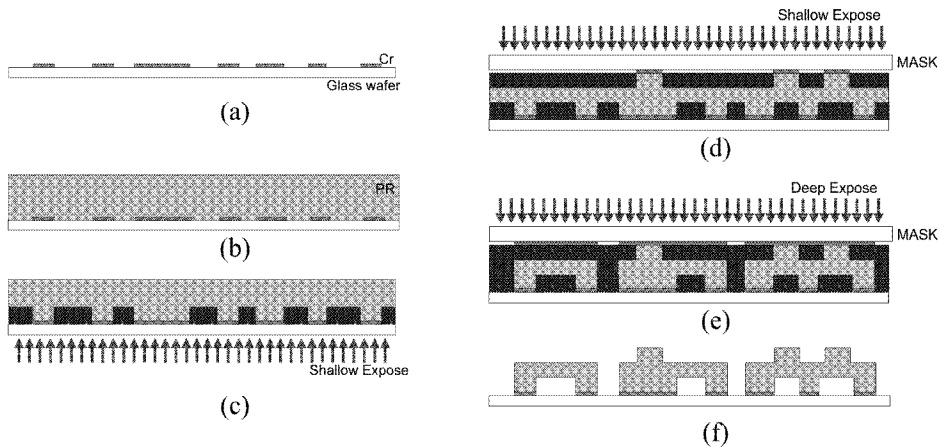 Cr
Glass wafer
(a)
PR
(b)
Shallow Expose
(c)
Shallow Expose
MASK
(d)
Deep Expose
MASK
(e)
(f)